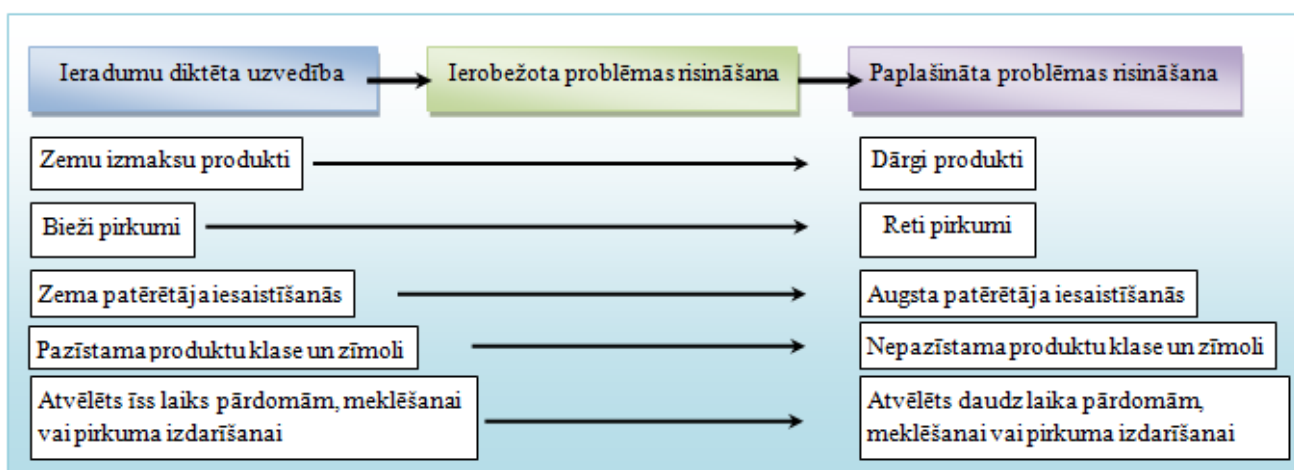 Ieradumu diktēta uzvedība
Ierobežota problēmas risināšana
Paplašināta problēmas risināšana
Zemu izmaksu produkti
Dārgi produkti
Bieži pirkumi
Reti pirkumi
Zema patērētāja iesaistīšanās
Augsta patērētāja iesaistīšanās
Pazīstama produktu klase un zīmoli
Nepazīstama produktu klase un zīmoli
Atvēlēts īss laiks pārdomām, meklēšanai
vai pirkuma izdarīšanai
Atvēlēts daudz laika pārdomām,
meklēšanai vai pirkuma izdarīšanai